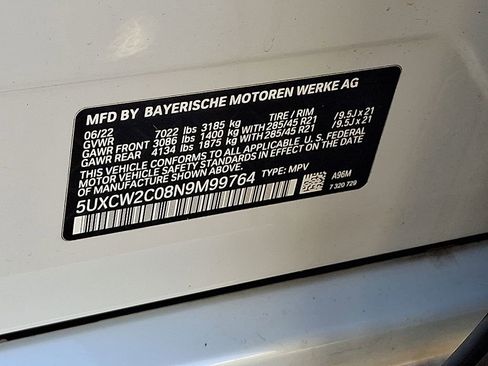 MFD BY BAYERISCHE MOTOREN WERKE AG
06/22 TIRE / RIM
GVWR 7022 lbs 3185 kg
GAWR FRONT 3086 lbs 1400 kg WITH 285/45 R21 /9.5J x 21
GAWR REAR 4134 lbs 1875 kg WITH 285/45 R21 /9.5J x 21
THIS VEHICLE CONFORMS TO ALL APPLICABLE U.S. FEDERAL
MOTOR VEHICLE SAFETY STANDARDS IN EFFECT ON THE DATE
OF MANUFACTURE SHOWN ABOVE.
5UXCW2C08N9M99764 TYPE: MPV
A96M
7 320 729